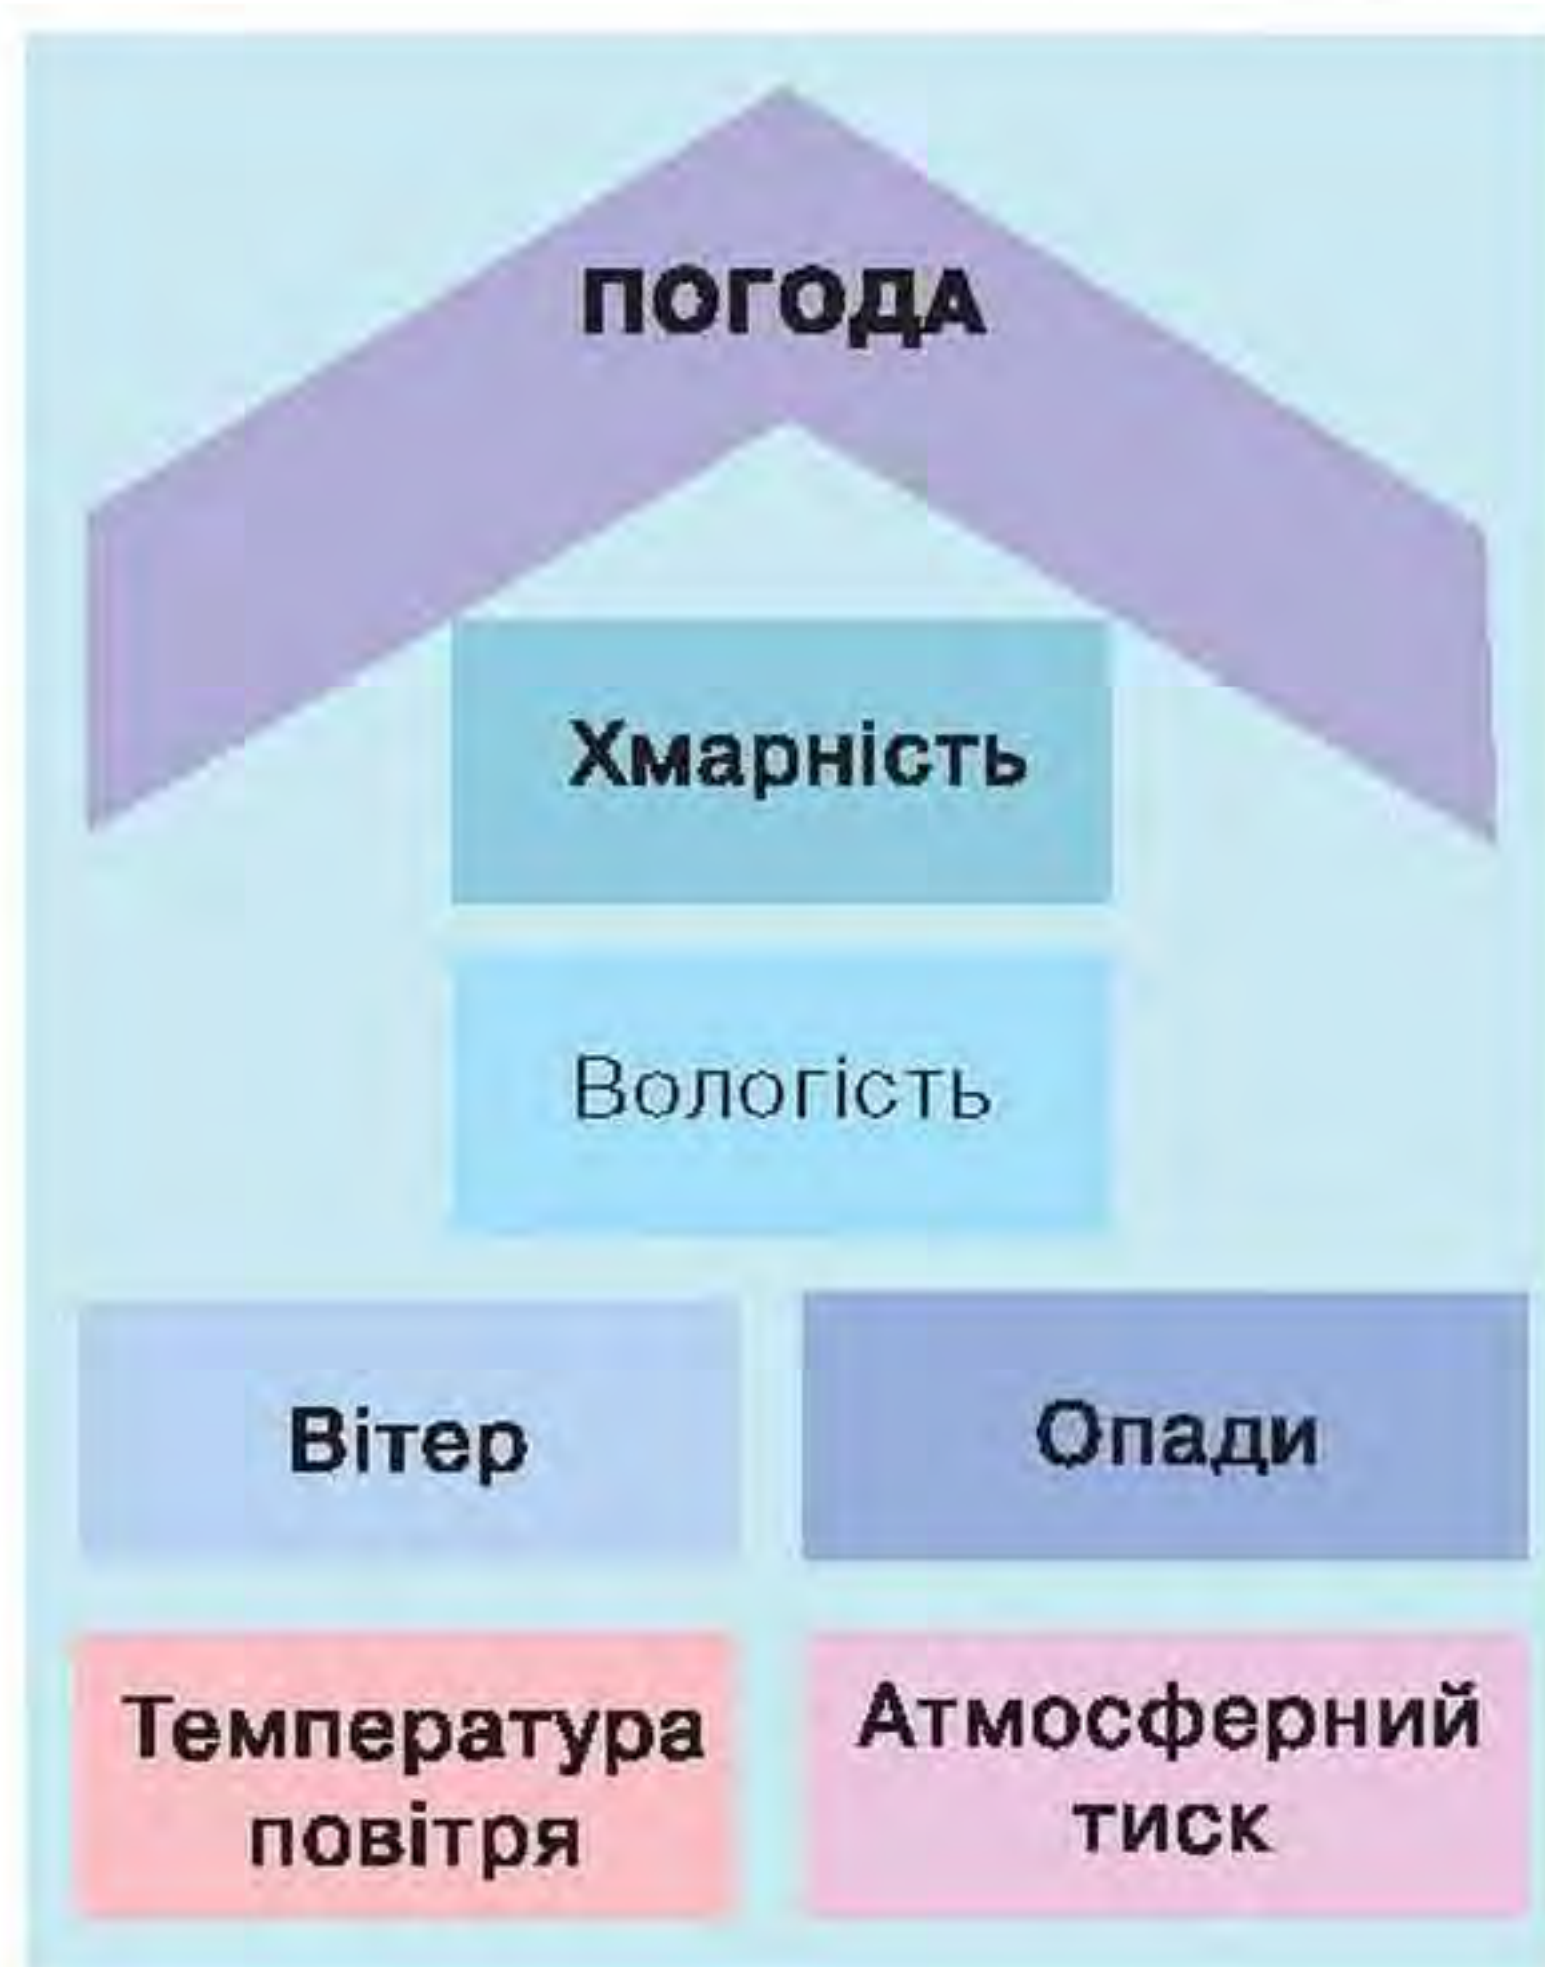 ПОГОДА
Хмарність
Вологість
Вітер
Опади
Температура
повітря
Атмосферний
тиск